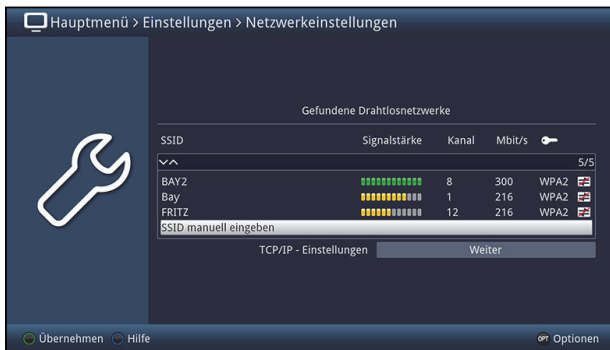 Hauptmenü > Einstellungen > Netzwerkeinstellungen
Gefundene Drahtlosnetzwerke
SSID Signalstärke Kanal Mbit/s
5/5
BAY2 8 300 WPA2
Bay 1 216 WPA2
FRITZ 12 216 WPA2
SSID manuell eingeben
TCP/IP - Einstellungen Weiter
Übernehmen Hilfe OPT Optionen